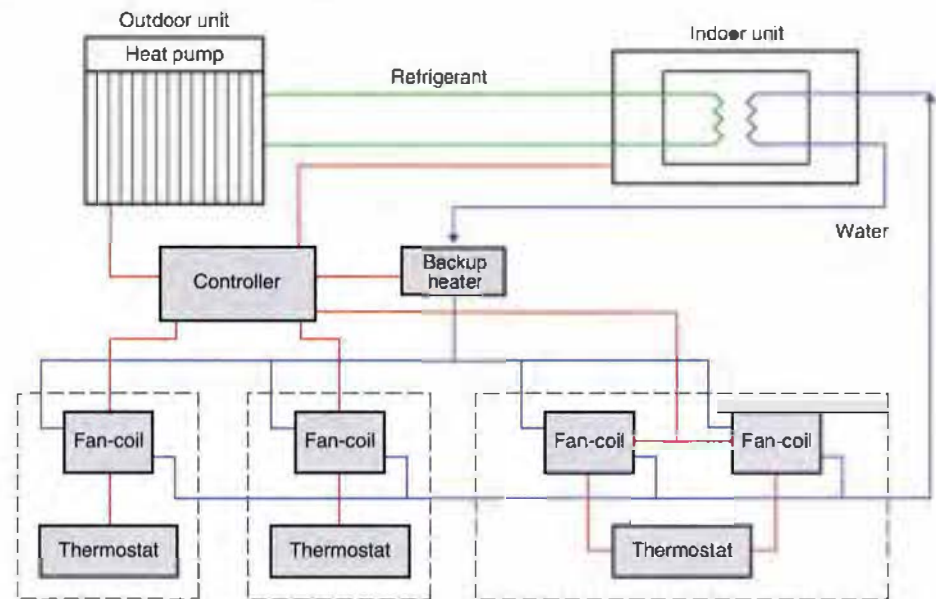 Outdoor unit
Heat pump
Refrigerant
Indoor unit
Water
Controller
Backup
heater
Fan-coil
Fan-coil
Fan-coil
Fan-coil
Thermostat
Thermostat
Thermostat